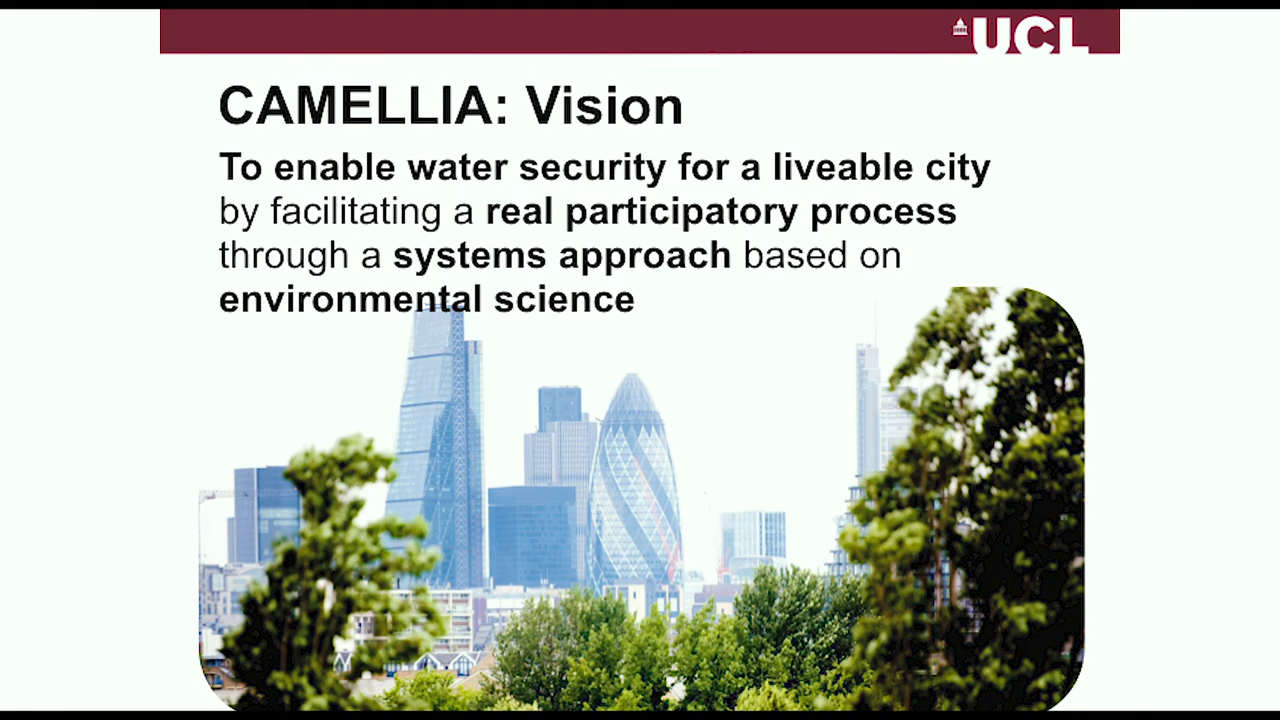 UCL
CAMELLIA: Vision
To enable water security for a liveable city
by facilitating a real participatory process
through a systems approach based on
environmental science